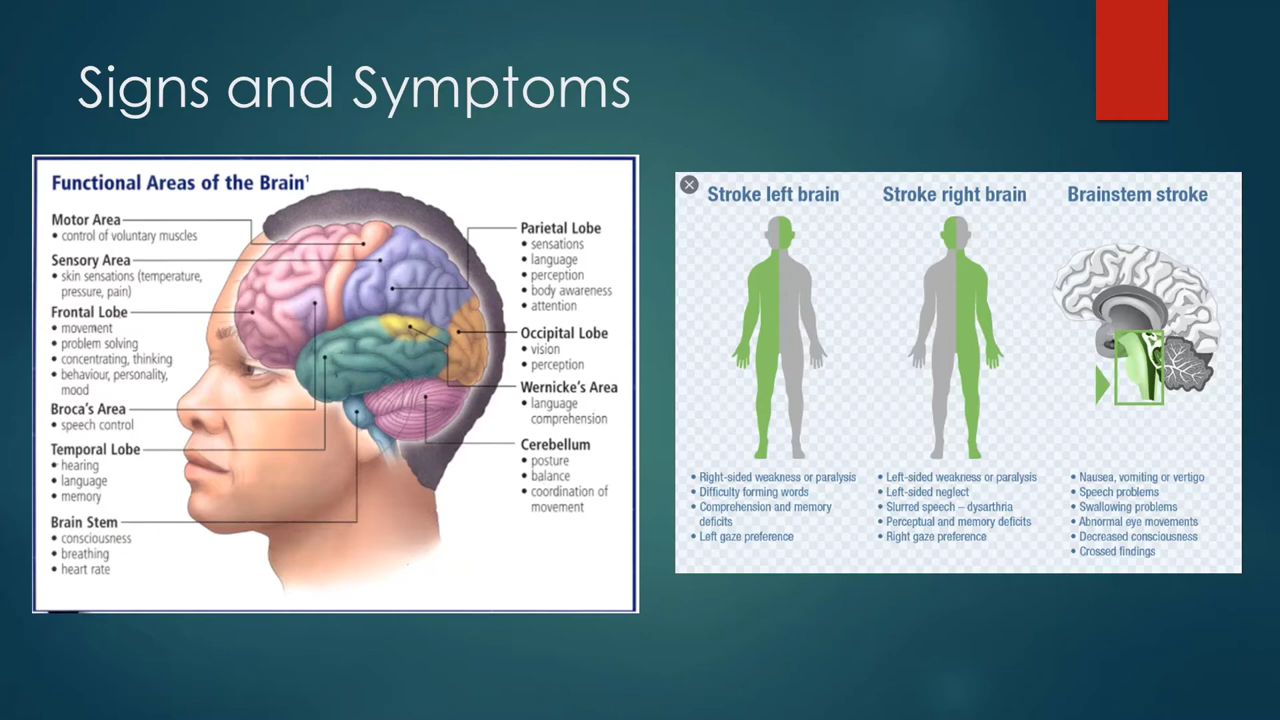 Signs and Symptoms
Functional Areas of the Brain¹
Motor Area
• control of voluntary muscles
Sensory Area
• skin sensations (temperature,
pressure, pain)
Frontal Lobe
• movement
• problem solving
• concentrating, thinking
• behaviour, personality,
mood
Broca's Area
• speech control
Temporal Lobe
• hearing
• language
• memory
Brain Stem
• consciousness
• breathing
• heart rate
Parietal Lobe
• sensations
• language
• perception
• body awareness
• attention
Occipital Lobe
• vision
• perception
Wernicke's Area
• language
comprehension
Cerebellum
• posture
• balance
• coordination of
movement
Stroke left brain
• Right-sided weakness or paralysis
• Difficulty forming words
• Comprehension and memory
deficits
• Left gaze preference
Stroke right brain
• Left-sided weakness or paralysis
• Left-sided neglect
• Slurred speech – dysarthria
• Perceptual and memory deficits
• Right gaze preference
Brainstem stroke
• Nausea, vomiting or vertigo
• Speech problems
• Swallowing problems
• Abnormal eye movements
• Decreased consciousness
• Crossed findings